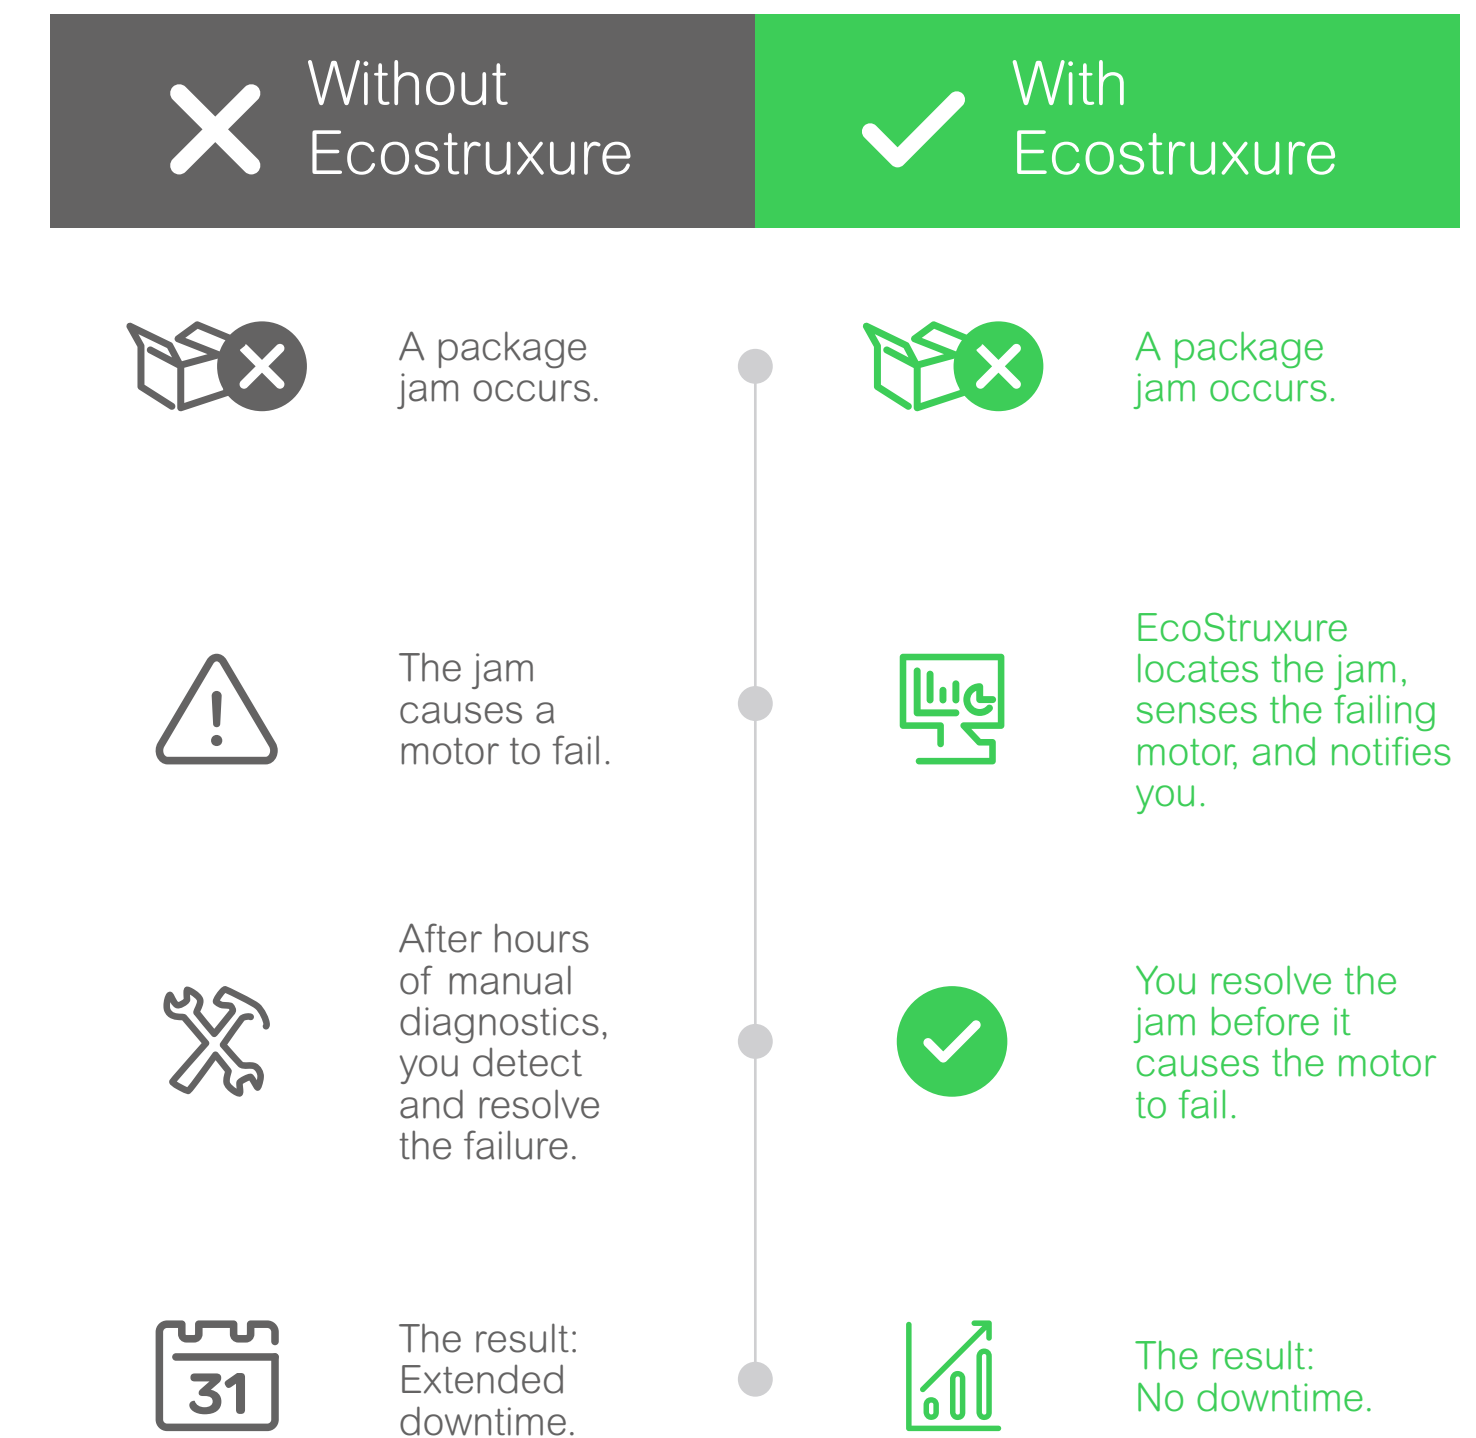 Without
Ecostruxure
With
Ecostruxure
A package
jam occurs.
A package
jam occurs.
The jam
causes a
motor to fail.
EcoStruxure
locates the jam,
senses the failing
motor, and notifies
you.
After hours
of manual
diagnostics,
you detect
and resolve
the failure.
You resolve the
jam before it
causes the motor
to fail.
31
The result:
Extended
downtime.
The result:
No downtime.